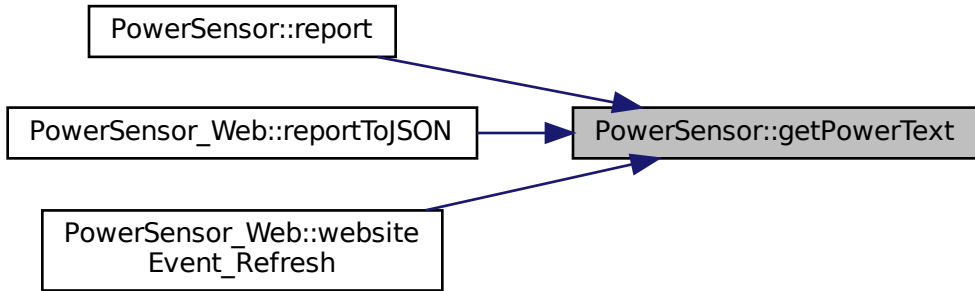 PowerSensor::report
PowerSensor_Web::reportToJSON
PowerSensor::getPowerText
PowerSensor_Web::website
Event_Refresh